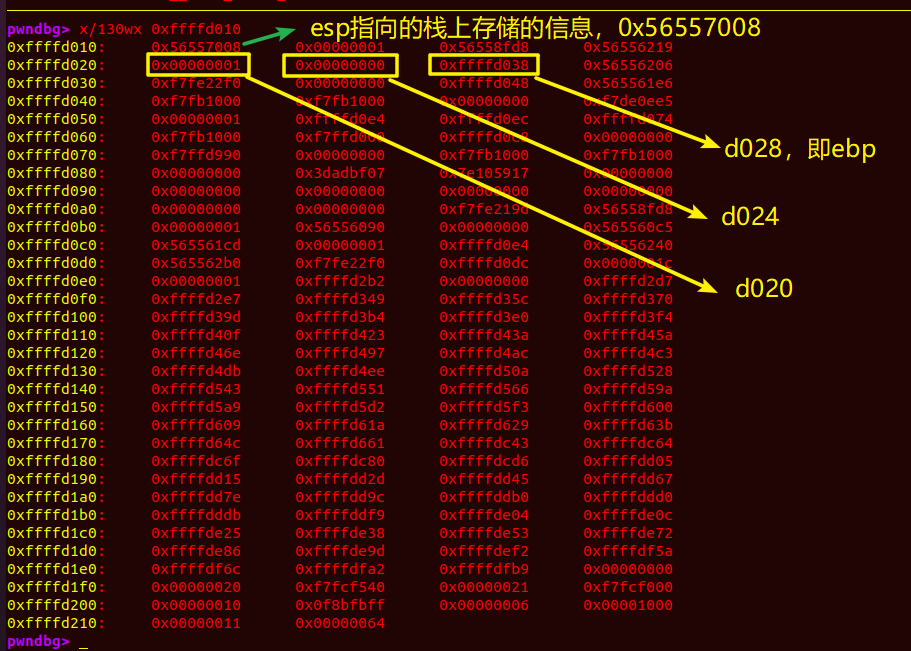 pwndbg> x/130wx 0xffffd010
esp指向的栈上存储的信息，0x56557008
0xffffd010: 0x56557008 0x00000001 0x56558fd8 0x56556219
0xffffd020: 0x00000001 0x00000000 0xffffd038 0x56556206
0xffffd030: 0xf7fe22f0 0x00000000 0xffffd048 0x565561e6
0xffffd040: 0xf7fb1000 0xf7fb1000 0x00000000 0xf7de0ee5
0xffffd050: 0x00000001 0xffffd0e4 0xffffd0ec 0xffffd074
0xffffd060: 0xf7fb1000 0xf7ffd000 0xffffd0c8 0x00000000
0xffffd070: 0xf7ffd990 0x00000000 0xf7fb1000 0xf7fb1000
d028，即ebp
0xffffd080: 0x00000000 0x3dadbf07 0x7e105917 0x00000000
0xffffd090: 0x00000000 0x00000000 0x00000000 0x00000000
0xffffd0a0: 0x00000000 0x00000000 0xf7fe219d 0x56558fd8
d024
0xffffd0b0: 0x00000001 0x56556090 0x00000000 0x565560c5
0xffffd0c0: 0x565561cd 0x00000001 0xffffd0e4 0x56556240
0xffffd0d0: 0x565562b0 0xf7fe22f0 0xffffd0dc 0x0000001c
0xffffd0e0: 0x00000001 0xffffd2b2 0x00000000 0xffffd2d7
d020
0xffffd0f0: 0xffffd2e7 0xffffd349 0xffffd35c 0xffffd370
0xffffd100: 0xffffd39d 0xffffd3b4 0xffffd3e0 0xffffd3f4
0xffffd110: 0xffffd40f 0xffffd423 0xffffd43a 0xffffd45a
0xffffd120: 0xffffd46e 0xffffd497 0xffffd4ac 0xffffd4c3
0xffffd130: 0xffffd4db 0xffffd4ee 0xffffd50a 0xffffd528
0xffffd140: 0xffffd543 0xffffd551 0xffffd566 0xffffd59a
0xffffd150: 0xffffd5a9 0xffffd5d2 0xffffd5f3 0xffffd600
0xffffd160: 0xffffd609 0xffffd61a 0xffffd629 0xffffd63b
0xffffd170: 0xffffd64c 0xffffd661 0xffffdc43 0xffffdc64
0xffffd180: 0xffffdc6f 0xffffdc80 0xffffdcd6 0xffffdd05
0xffffd190: 0xffffdd15 0xffffdd2d 0xffffdd45 0xffffdd67
0xffffd1a0: 0xffffdd7e 0xffffdd9c 0xffffddb0 0xffffddd0
0xffffd1b0: 0xffffdddb 0xffffddf9 0xffffde04 0xffffde0c
0xffffd1c0: 0xffffde25 0xffffde38 0xffffde53 0xffffde72
0xffffd1d0: 0xffffde86 0xffffde9d 0xffffdef2 0xffffdf5a
0xffffd1e0: 0xffffdf6c 0xffffdfa2 0xffffdfb9 0x00000000
0xffffd1f0: 0x00000020 0xf7fcf540 0x00000021 0xf7fcf000
0xffffd200: 0x00000010 0x0f8bfbff 0x00000006 0x00001000
0xffffd210: 0x00000011 0x00000064
pwndbg> _